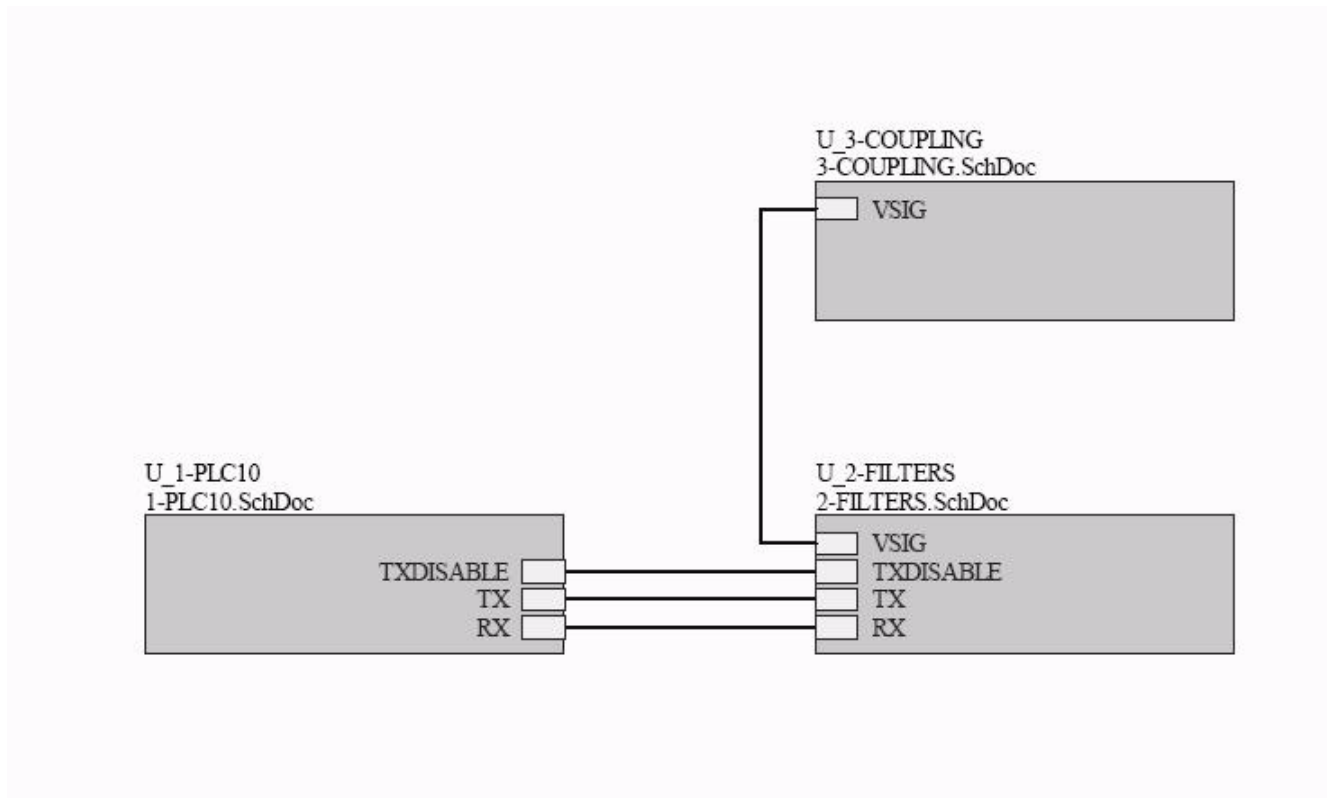 U_3-COUPLING
3-COUPLING.SchDoc
VSIG
U_1-PLC10
1-PLC10.SchDoc
TXDISABLE
TX
RX
U_2-FILTERS
2-FILTERS.SchDoc
VSIG
TXDISABLE
TX
RX